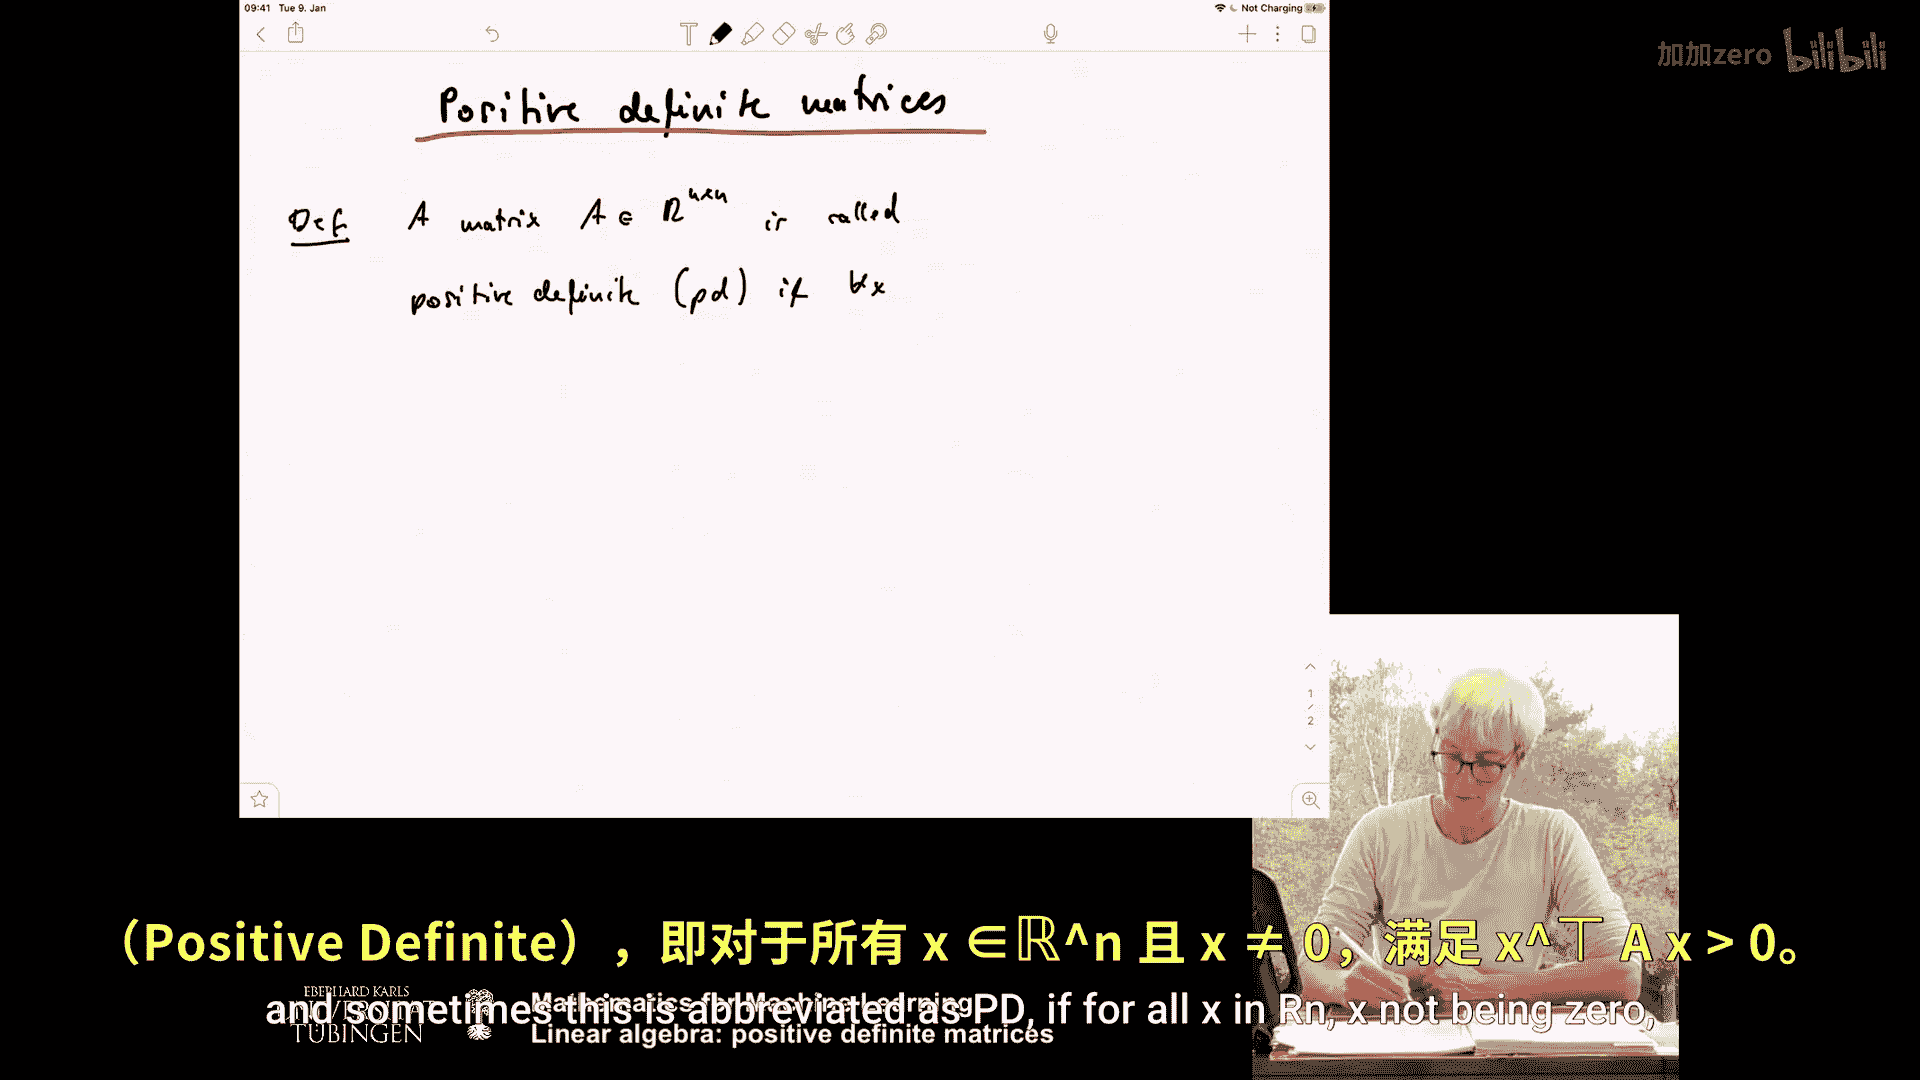 09:41 Tue 9. Jan
Not Charging
加加zero bilibili
Positive definite matrices
Def A matrix A ∈ ℝⁿˣⁿ is called
positive definite (pd) if ∀x
1
2
（Positive Definite），即对于所有 x ∈ℝ^n 且 x ≠ 0，满足 x^⊤ A x > 0。
and sometimes this is abbreviated as PD, if for all x in Rn, x not being zero,
EBERHARD KARLS
UNIVERSITÄT
TÜBINGEN
Mathematics for Machine Learning
Linear algebra: positive definite matrices